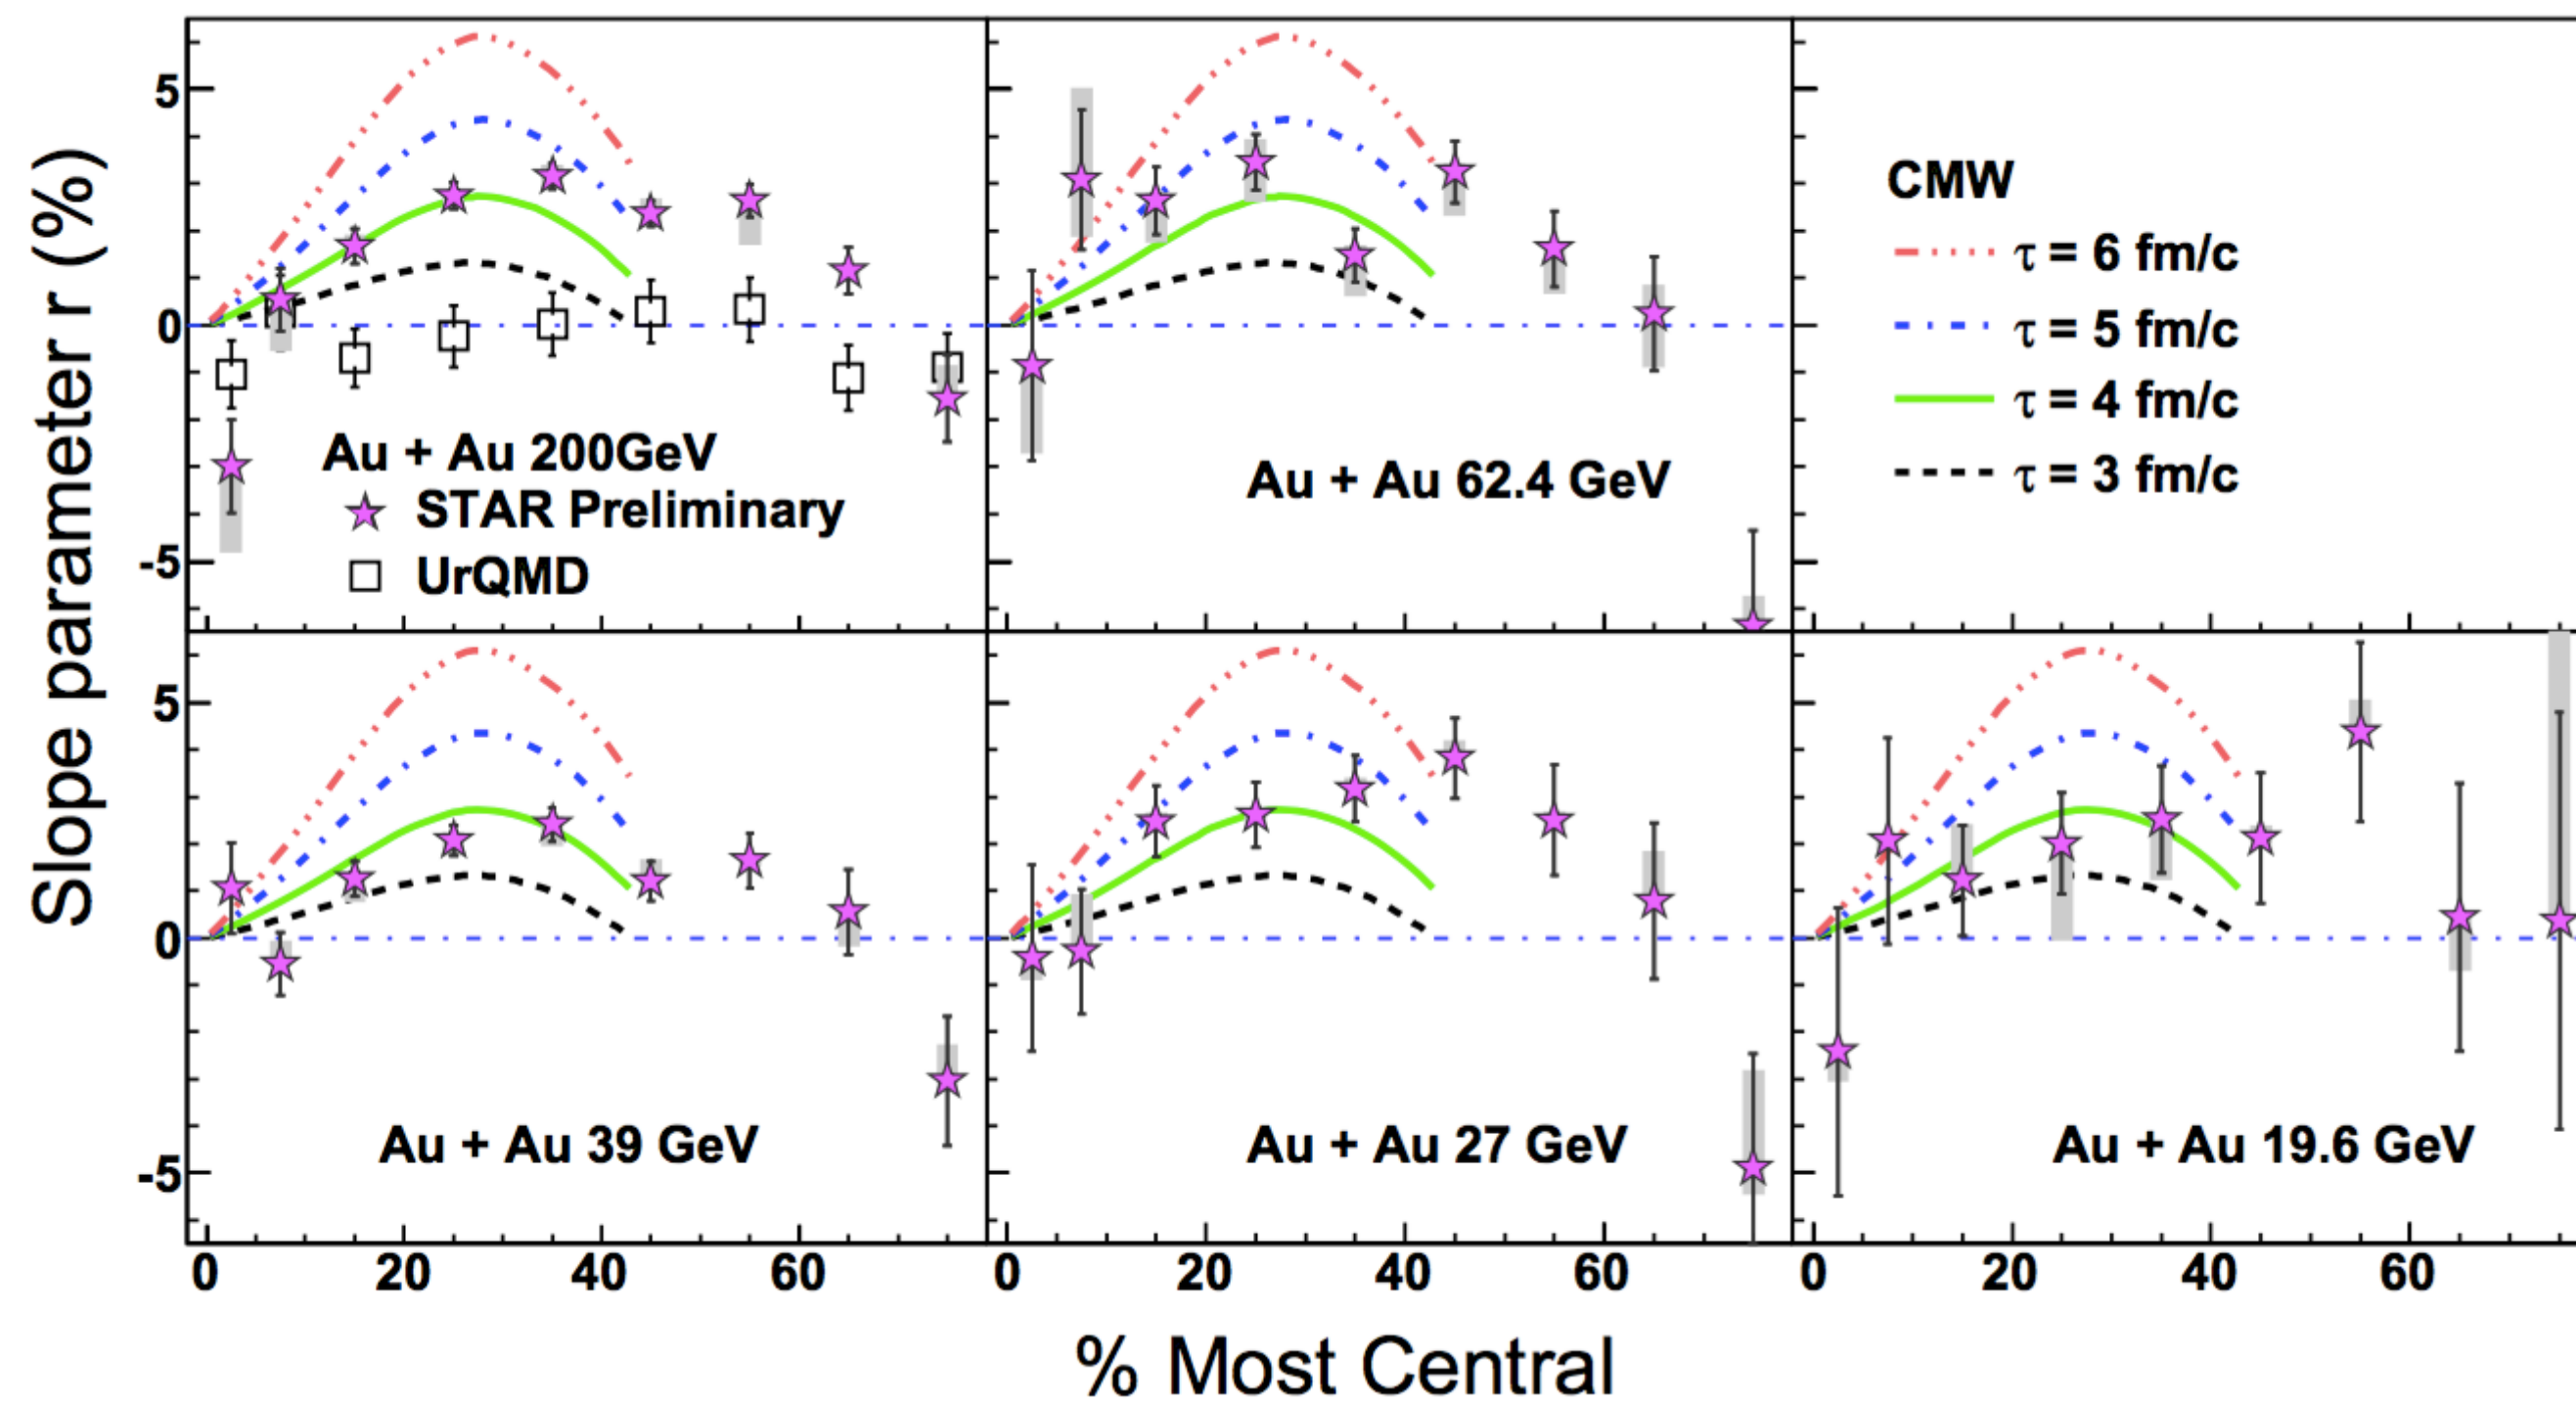 Slope parameter r (%)
5
0
-5
Au + Au 200GeV
STAR Preliminary
UrQMD
Au + Au 62.4 GeV
CMW
τ = 6 fm/c
τ = 5 fm/c
τ = 4 fm/c
τ = 3 fm/c
5
0
-5
Au + Au 39 GeV
Au + Au 27 GeV
Au + Au 19.6 GeV
0 20 40 60 0 20 40 60 0 20 40 60
% Most Central